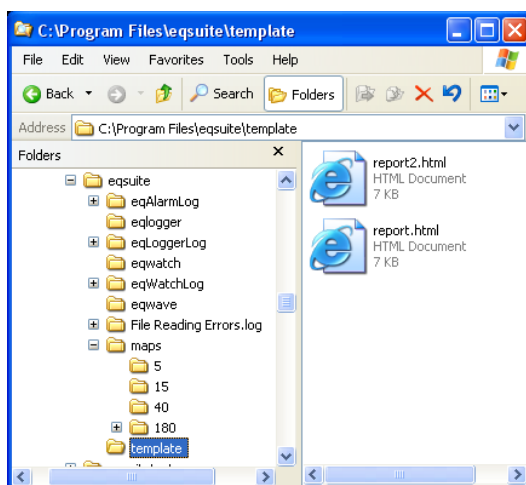 C:\Program Files\eqsuite\template
File Edit View Favorites Tools Help
Back Search Folders
Address C:\Program Files\eqsuite\template
Folders
eqsuite
eqAlarmLog
eqlogger
eqLoggerLog
eqwatch
eqWatchLog
eqwave
File Reading Errors.log
maps
5
15
40
180
template
report2.html
HTML Document
7 KB
report.html
HTML Document
7 KB